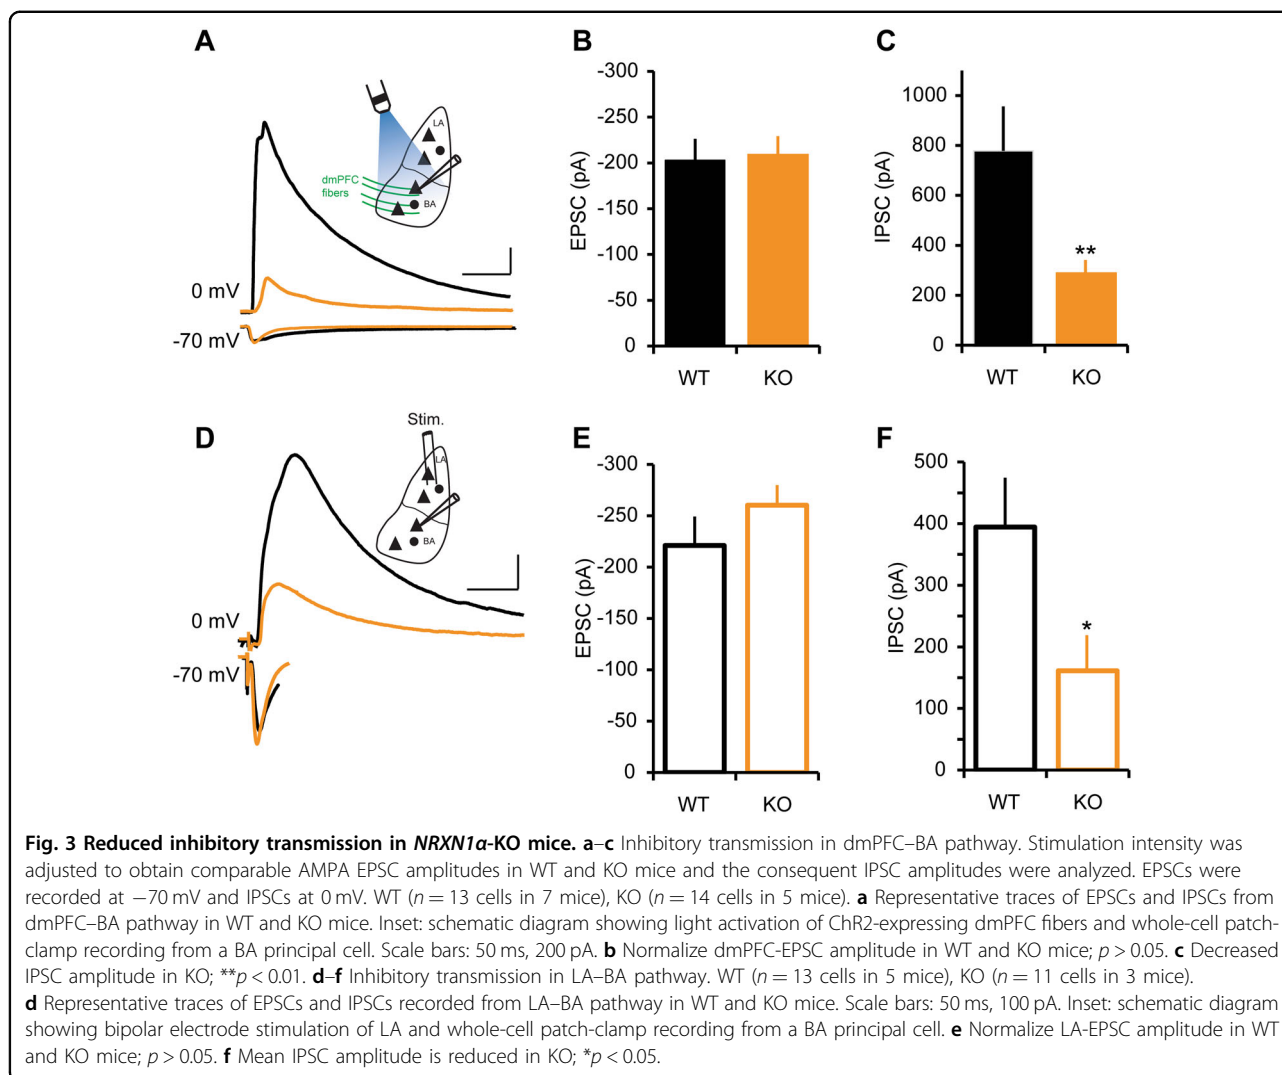 A
LA
dmPFC
fibers
BA
0 mV
-70 mV
B
-300
-250
-200
-150
-100
-50
0
EPSC (pA)
WT
KO
C
1000
800
600
400
200
0
IPSC (pA)
**
WT
KO
D
Stim.
LA
BA
0 mV
-70 mV
E
-300
-250
-200
-150
-100
-50
0
EPSC (pA)
WT
KO
F
500
400
300
200
100
0
IPSC (pA)
*
WT
KO
Fig. 3 Reduced inhibitory transmission in NRXN1α-KO mice. a–c Inhibitory transmission in dmPFC–BA pathway. Stimulation intensity was
adjusted to obtain comparable AMPA EPSC amplitudes in WT and KO mice and the consequent IPSC amplitudes were analyzed. EPSCs were
recorded at −70 mV and IPSCs at 0 mV. WT (n = 13 cells in 7 mice), KO (n = 14 cells in 5 mice). a Representative traces of EPSCs and IPSCs from
dmPFC–BA pathway in WT and KO mice. Inset: schematic diagram showing light activation of ChR2-expressing dmPFC fibers and whole-cell patch-
clamp recording from a BA principal cell. Scale bars: 50 ms, 200 pA. b Normalize dmPFC-EPSC amplitude in WT and KO mice; p > 0.05. c Decreased
IPSC amplitude in KO; **p < 0.01. d–f Inhibitory transmission in LA–BA pathway. WT (n = 13 cells in 5 mice), KO (n = 11 cells in 3 mice).
d Representative traces of EPSCs and IPSCs recorded from LA–BA pathway in WT and KO mice. Scale bars: 50 ms, 100 pA. Inset: schematic diagram
showing bipolar electrode stimulation of LA and whole-cell patch-clamp recording from a BA principal cell. e Normalize LA-EPSC amplitude in WT
and KO mice; p > 0.05. f Mean IPSC amplitude is reduced in KO; *p < 0.05.